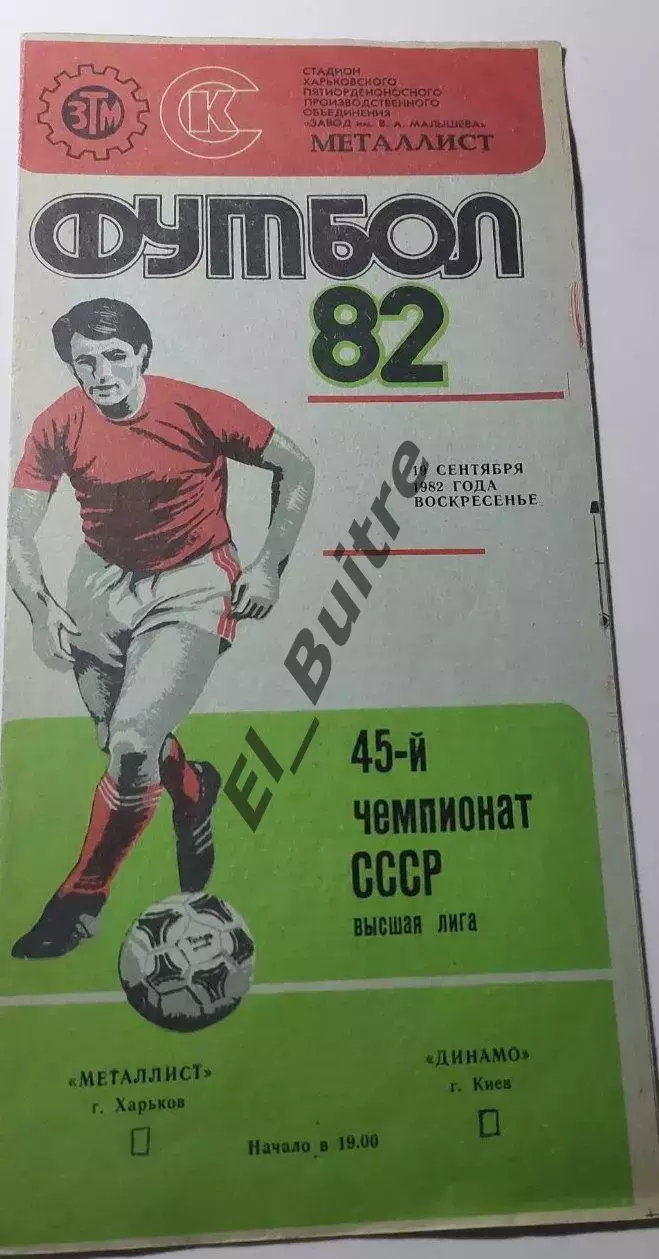 ЗТМ
СК
СТАДИОН
ХАРЬКОВСКОГО
ПЯТИОРДЕНОНОСНОГО
ПРОИЗВОДСТВЕННОГО
ОБЪЕДИНЕНИЯ
«ЗАВОД им. В. А. МАЛЫШЕВА»
МЕТАЛЛИСТ
ФУТБОЛ
82
19 СЕНТЯБРЯ
1982 ГОДА
ВОСКРЕСЕНЬЕ
El_Buitre
45-й
чемпионат
СССР
высшая лига
«МЕТАЛЛИСТ»
г. Харьков
«ДИНАМО»
г. Киев
Начало в 19.00